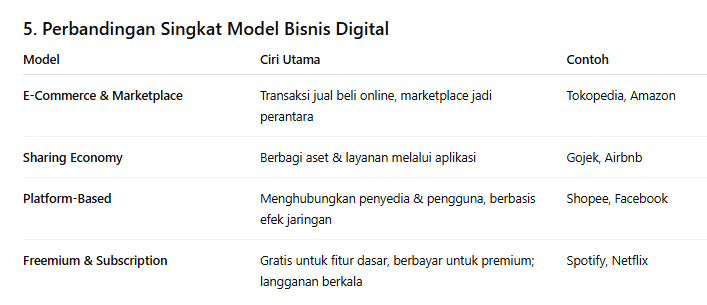 5. Perbandingan Singkat Model Bisnis Digital
Model Ciri Utama Contoh
E-Commerce & Marketplace Transaksi jual beli online, marketplace jadi Tokopedia, Amazon
perantara
Sharing Economy Berbagi aset & layanan melalui aplikasi Gojek, Airbnb
Platform-Based Menghubungkan penyedia & pengguna, berbasis Shopee, Facebook
efek jaringan
Freemium & Subscription Gratis untuk fitur dasar, berbayar untuk premium; Spotify, Netflix
langganan berkala